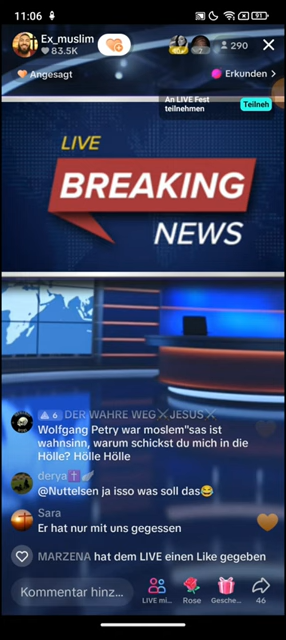 11:06
91
Ex_muslim
83.5K
290
Angesagt
Erkunden >
An LIVE Fest
teilnehmen
Teilneh
LIVE
BREAKING
NEWS
6 DER WAHRE WEG⚔JESUS⚔
Wolfgang Petry war moslem"sas ist
wahnsinn, warum schickst du mich in die
Hölle? Hölle Hölle
derya✝️🪽
@Nuttelsen ja isso was soll das😂
Sara
Er hat nur mit uns gegessen
MARZENA hat dem LIVE einen Like gegeben
Kommentar hinz...
LIVE mi...
Rose
Gesche...
46